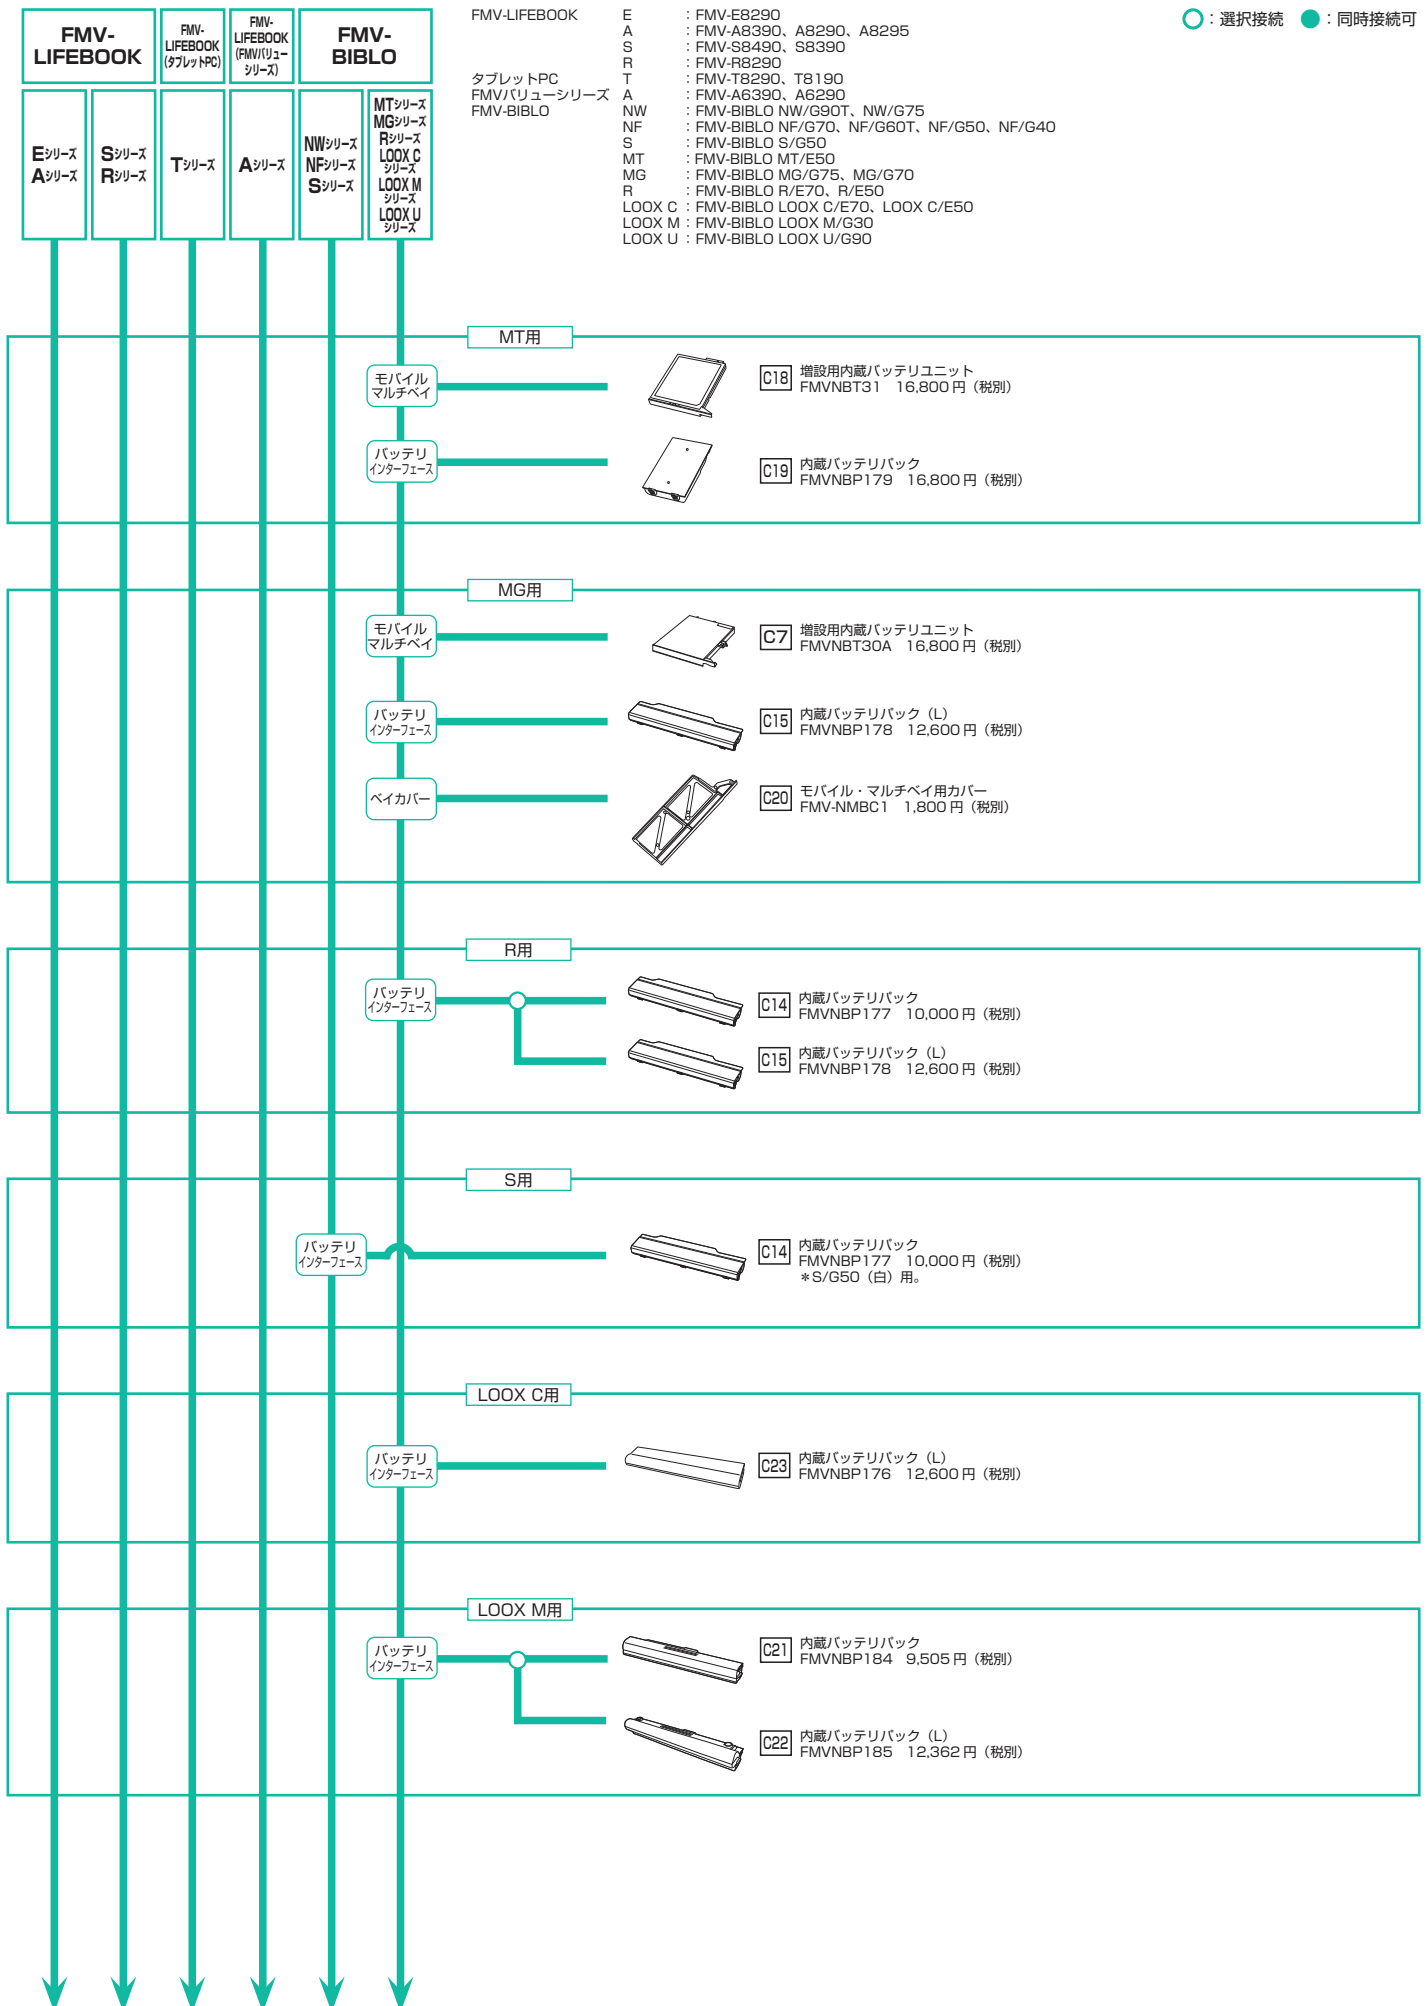 FMV-
LIFEBOOK
FMV-
LIFEBOOK
(タブレットPC)
FMV-
LIFEBOOK
(FMVバリュー
シリーズ)
FMV-
BIBLO
Eシリーズ
Aシリーズ
Sシリーズ
Rシリーズ
Tシリーズ
Aシリーズ
NWシリーズ
NFシリーズ
Sシリーズ
MTシリーズ
MGシリーズ
Rシリーズ
LOOX C
シリーズ
LOOX M
シリーズ
LOOX U
シリーズ
FMV-LIFEBOOK E : FMV-E8290
A : FMV-A8390、A8290、A8295
S : FMV-S8490、S8390
R : FMV-R8290
タブレットPC T : FMV-T8290、T8190
FMVバリューシリーズ A : FMV-A6390、A6290
FMV-BIBLO NW : FMV-BIBLO NW/G90T、NW/G75
NF : FMV-BIBLO NF/G70、NF/G60T、NF/G50、NF/G40
S : FMV-BIBLO S/G50
MT : FMV-BIBLO MT/E50
MG : FMV-BIBLO MG/G75、MG/G70
R : FMV-BIBLO R/E70、R/E50
LOOX C : FMV-BIBLO LOOX C/E70、LOOX C/E50
LOOX M : FMV-BIBLO LOOX M/G30
LOOX U : FMV-BIBLO LOOX U/G90
○：選択接続 ●：同時接続可
MT用
モバイル
マルチベイ
C18 増設用内蔵バッテリユニット
FMVNBT31 16,800円（税別）
バッテリ
インターフェース
C19 内蔵バッテリパック
FMVNBP179 16,800円（税別）
MG用
モバイル
マルチベイ
C7 増設用内蔵バッテリユニット
FMVNBT30A 16,800円（税別）
バッテリ
インターフェース
C15 内蔵バッテリパック（L）
FMVNBP178 12,600円（税別）
ベイカバー
C20 モバイル・マルチベイ用カバー
FMV-NMBC1 1,800円（税別）
R用
バッテリ
インターフェース
C14 内蔵バッテリパック
FMVNBP177 10,000円（税別）
C15 内蔵バッテリパック（L）
FMVNBP178 12,600円（税別）
S用
バッテリ
インターフェース
C14 内蔵バッテリパック
FMVNBP177 10,000円（税別）
＊S/G50（白）用。
LOOX C用
バッテリ
インターフェース
C23 内蔵バッテリパック（L）
FMVNBP176 12,600円（税別）
LOOX M用
バッテリ
インターフェース
C21 内蔵バッテリパック
FMVNBP184 9,505円（税別）
C22 内蔵バッテリパック（L）
FMVNBP185 12,362円（税別）